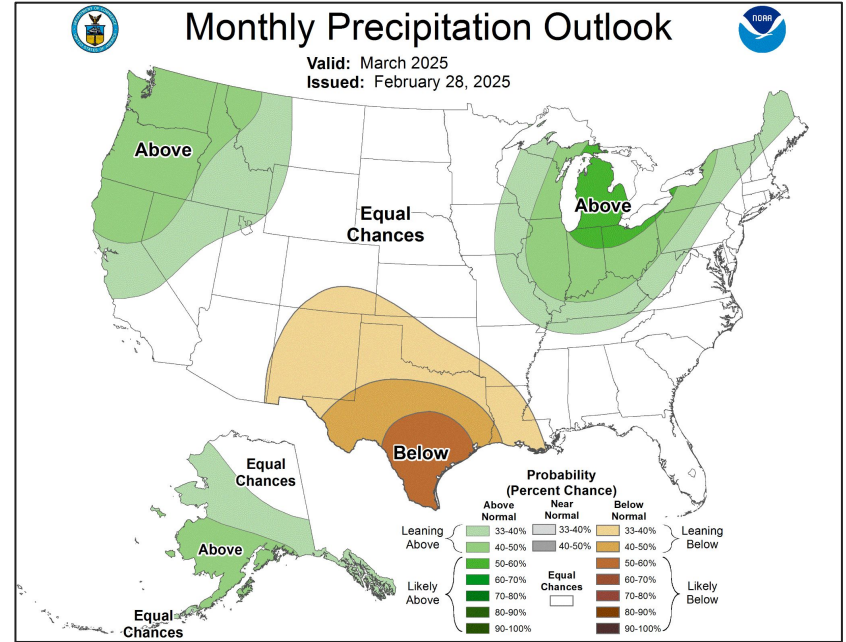 Monthly Precipitation Outlook
NOAA
Valid: March 2025
Issued: February 28, 2025
Above
Equal
Chances
Above
Below
Equal
Chances
Above
Equal
Chances
Probability
(Percent Chance)
Above
Normal
Near
Normal
Below
Normal
Leaning
Above
33-40%
33-40%
33-40%
Leaning
Below
40-50%
40-50%
40-50%
Likely
Above
50-60%
50-60%
Likely
Below
60-70%
60-70%
Equal
Chances
70-80%
70-80%
80-90%
80-90%
90-100%
90-100%